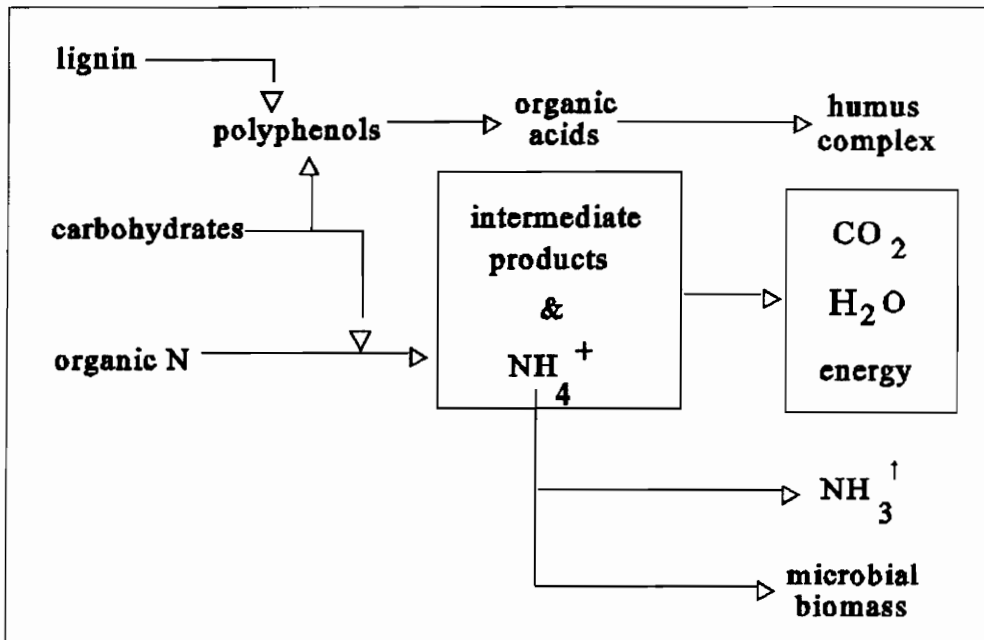 lignin
polyphenols
organic
acids
humus
complex
carbohydrates
organic N
intermediate
products
&
NH4+
CO2
H2O
energy
NH3↑
microbial
biomass